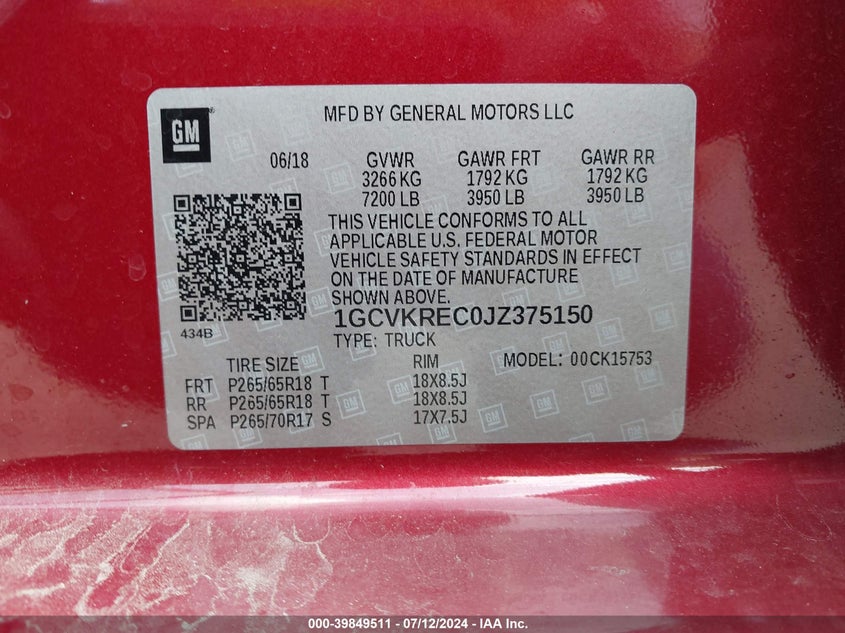 GM
MFD BY GENERAL MOTORS LLC
06/18 GVWR GAWR FRT GAWR RR
3266 KG 1792 KG 1792 KG
7200 LB 3950 LB 3950 LB
THIS VEHICLE CONFORMS TO ALL
APPLICABLE U.S. FEDERAL MOTOR
VEHICLE SAFETY STANDARDS IN EFFECT
ON THE DATE OF MANUFACTURE
SHOWN ABOVE.
434B
1GCVKREC0JZ375150
TYPE: TRUCK MODEL: 00CK15753
TIRE SIZE RIM
FRT P265/65R18 T 18X8.5J
RR P265/65R18 T 18X8.5J
SPA P265/70R17 S 17X7.5J
000-39849511 - 07/12/2024 - IAA Inc.